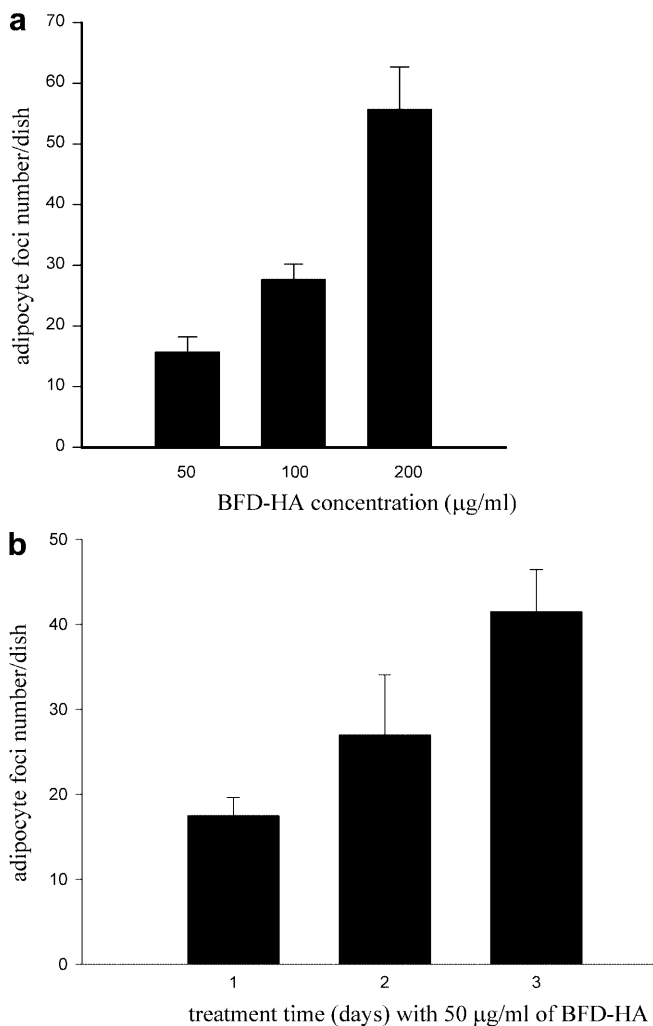 a
70
60
50
40
30
20
10
0
adipocyte foci number/dish
50 100 200
BFD-HA concentration (μg/ml)
b
50
40
30
20
10
0
adipocyte foci number/dish
1 2 3
treatment time (days) with 50 μg/ml of BFD-HA